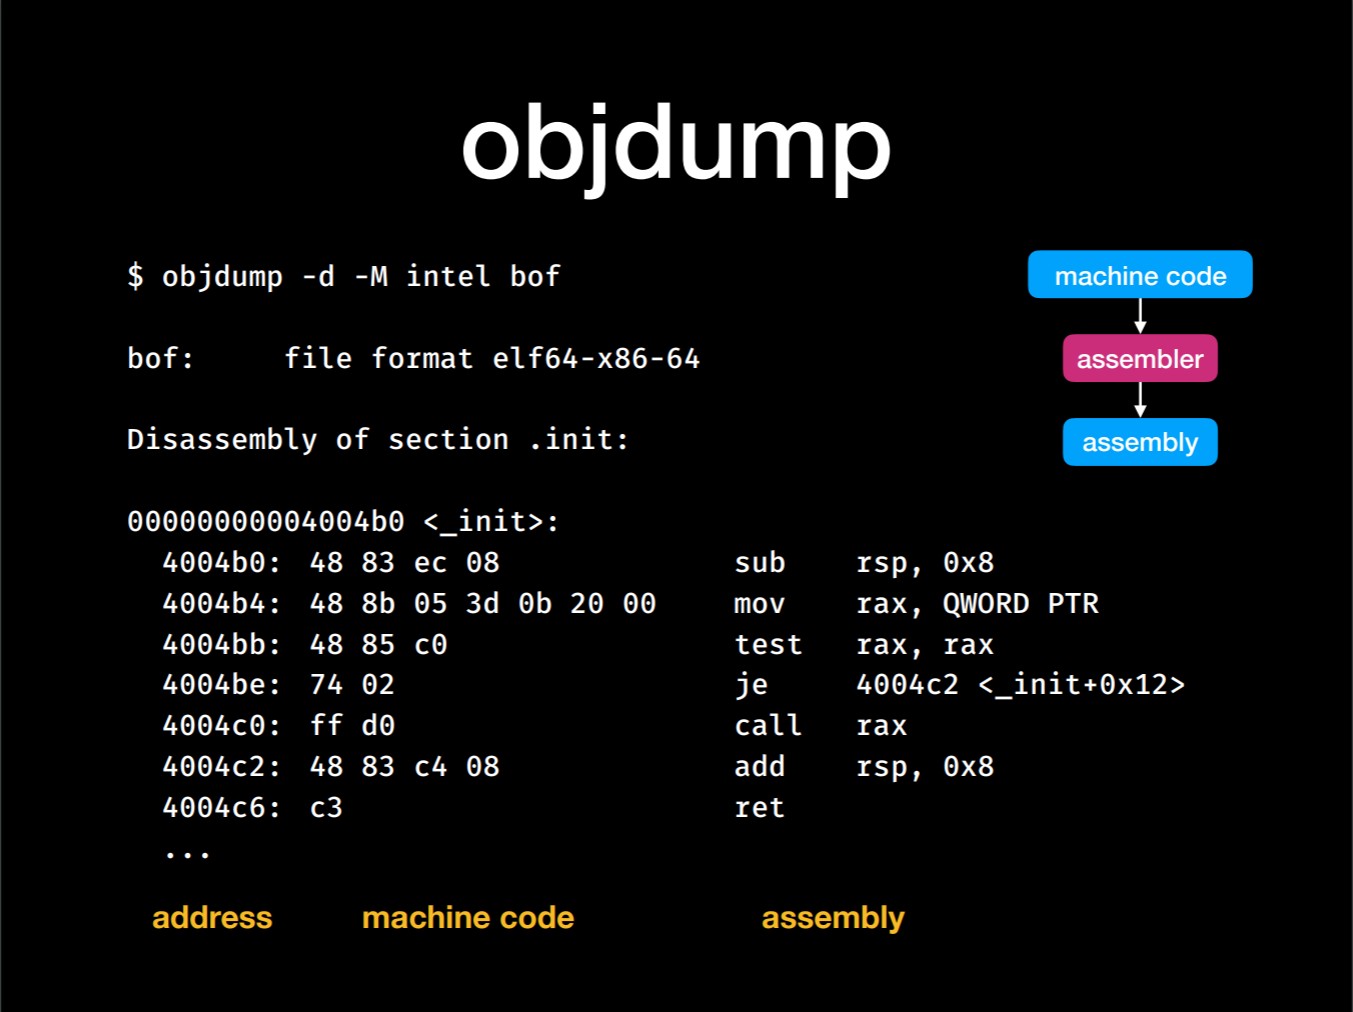 objdump
$ objdump -d -M intel bof
machine code
bof:     file format elf64-x86-64
assembler
Disassembly of section .init:
assembly
00000000004004b0 <_init>:
4004b0: 48 83 ec 08 sub rsp, 0x8
4004b4: 48 8b 05 3d 0b 20 00 mov rax, QWORD PTR
4004bb: 48 85 c0 test rax, rax
4004be: 74 02 je 4004c2 <_init+0x12>
4004c0: ff d0 call rax
4004c2: 48 83 c4 08 add rsp, 0x8
4004c6: c3 ret
...
address machine code assembly